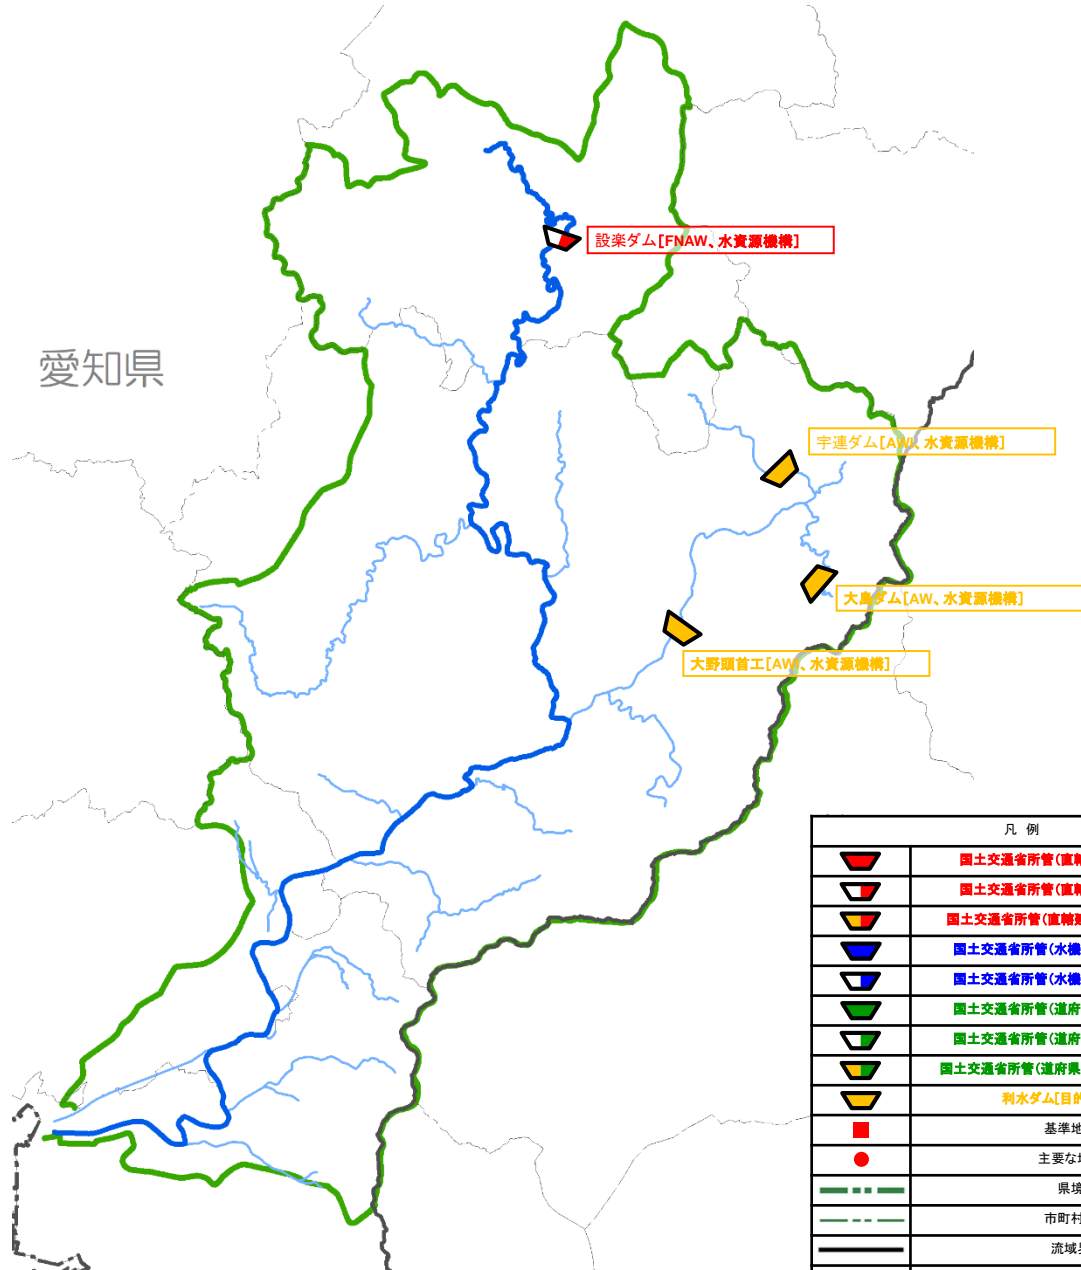 設楽ダム[FNAW、水資源機構]
愛知県
宇連ダム[AW、水資源機構]
大島ダム[AW、水資源機構]
大野頭首工[AW、水資源機構]
凡 例
国土交通省所管(直轄
国土交通省所管(直轄
国土交通省所管(直轄
国土交通省所管(水機
国土交通省所管(水機
国土交通省所管(道府
国土交通省所管(道府
国土交通省所管(道府県
利水ダム[目的
基準地
主要な地
県境
市町村
流域界